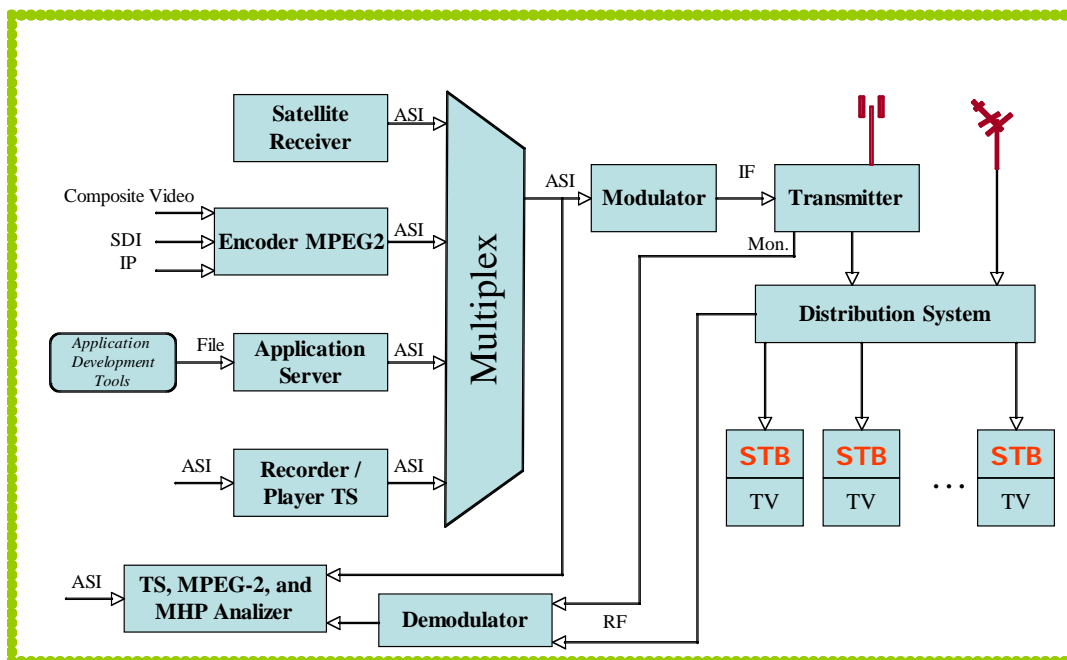 Satellite
Receiver
ASI
Composite Video
SDI
IP
Encoder MPEG2
ASI
Application
Development
Tools
File
Application
Server
ASI
ASI
Recorder /
Player TS
ASI
Multiplex
ASI
Modulator
IF
Transmitter
Mon.
Distribution System
STB
TV
STB
TV
...
STB
TV
ASI
TS, MPEG-2, and
MHP Analizer
Demodulator
RF